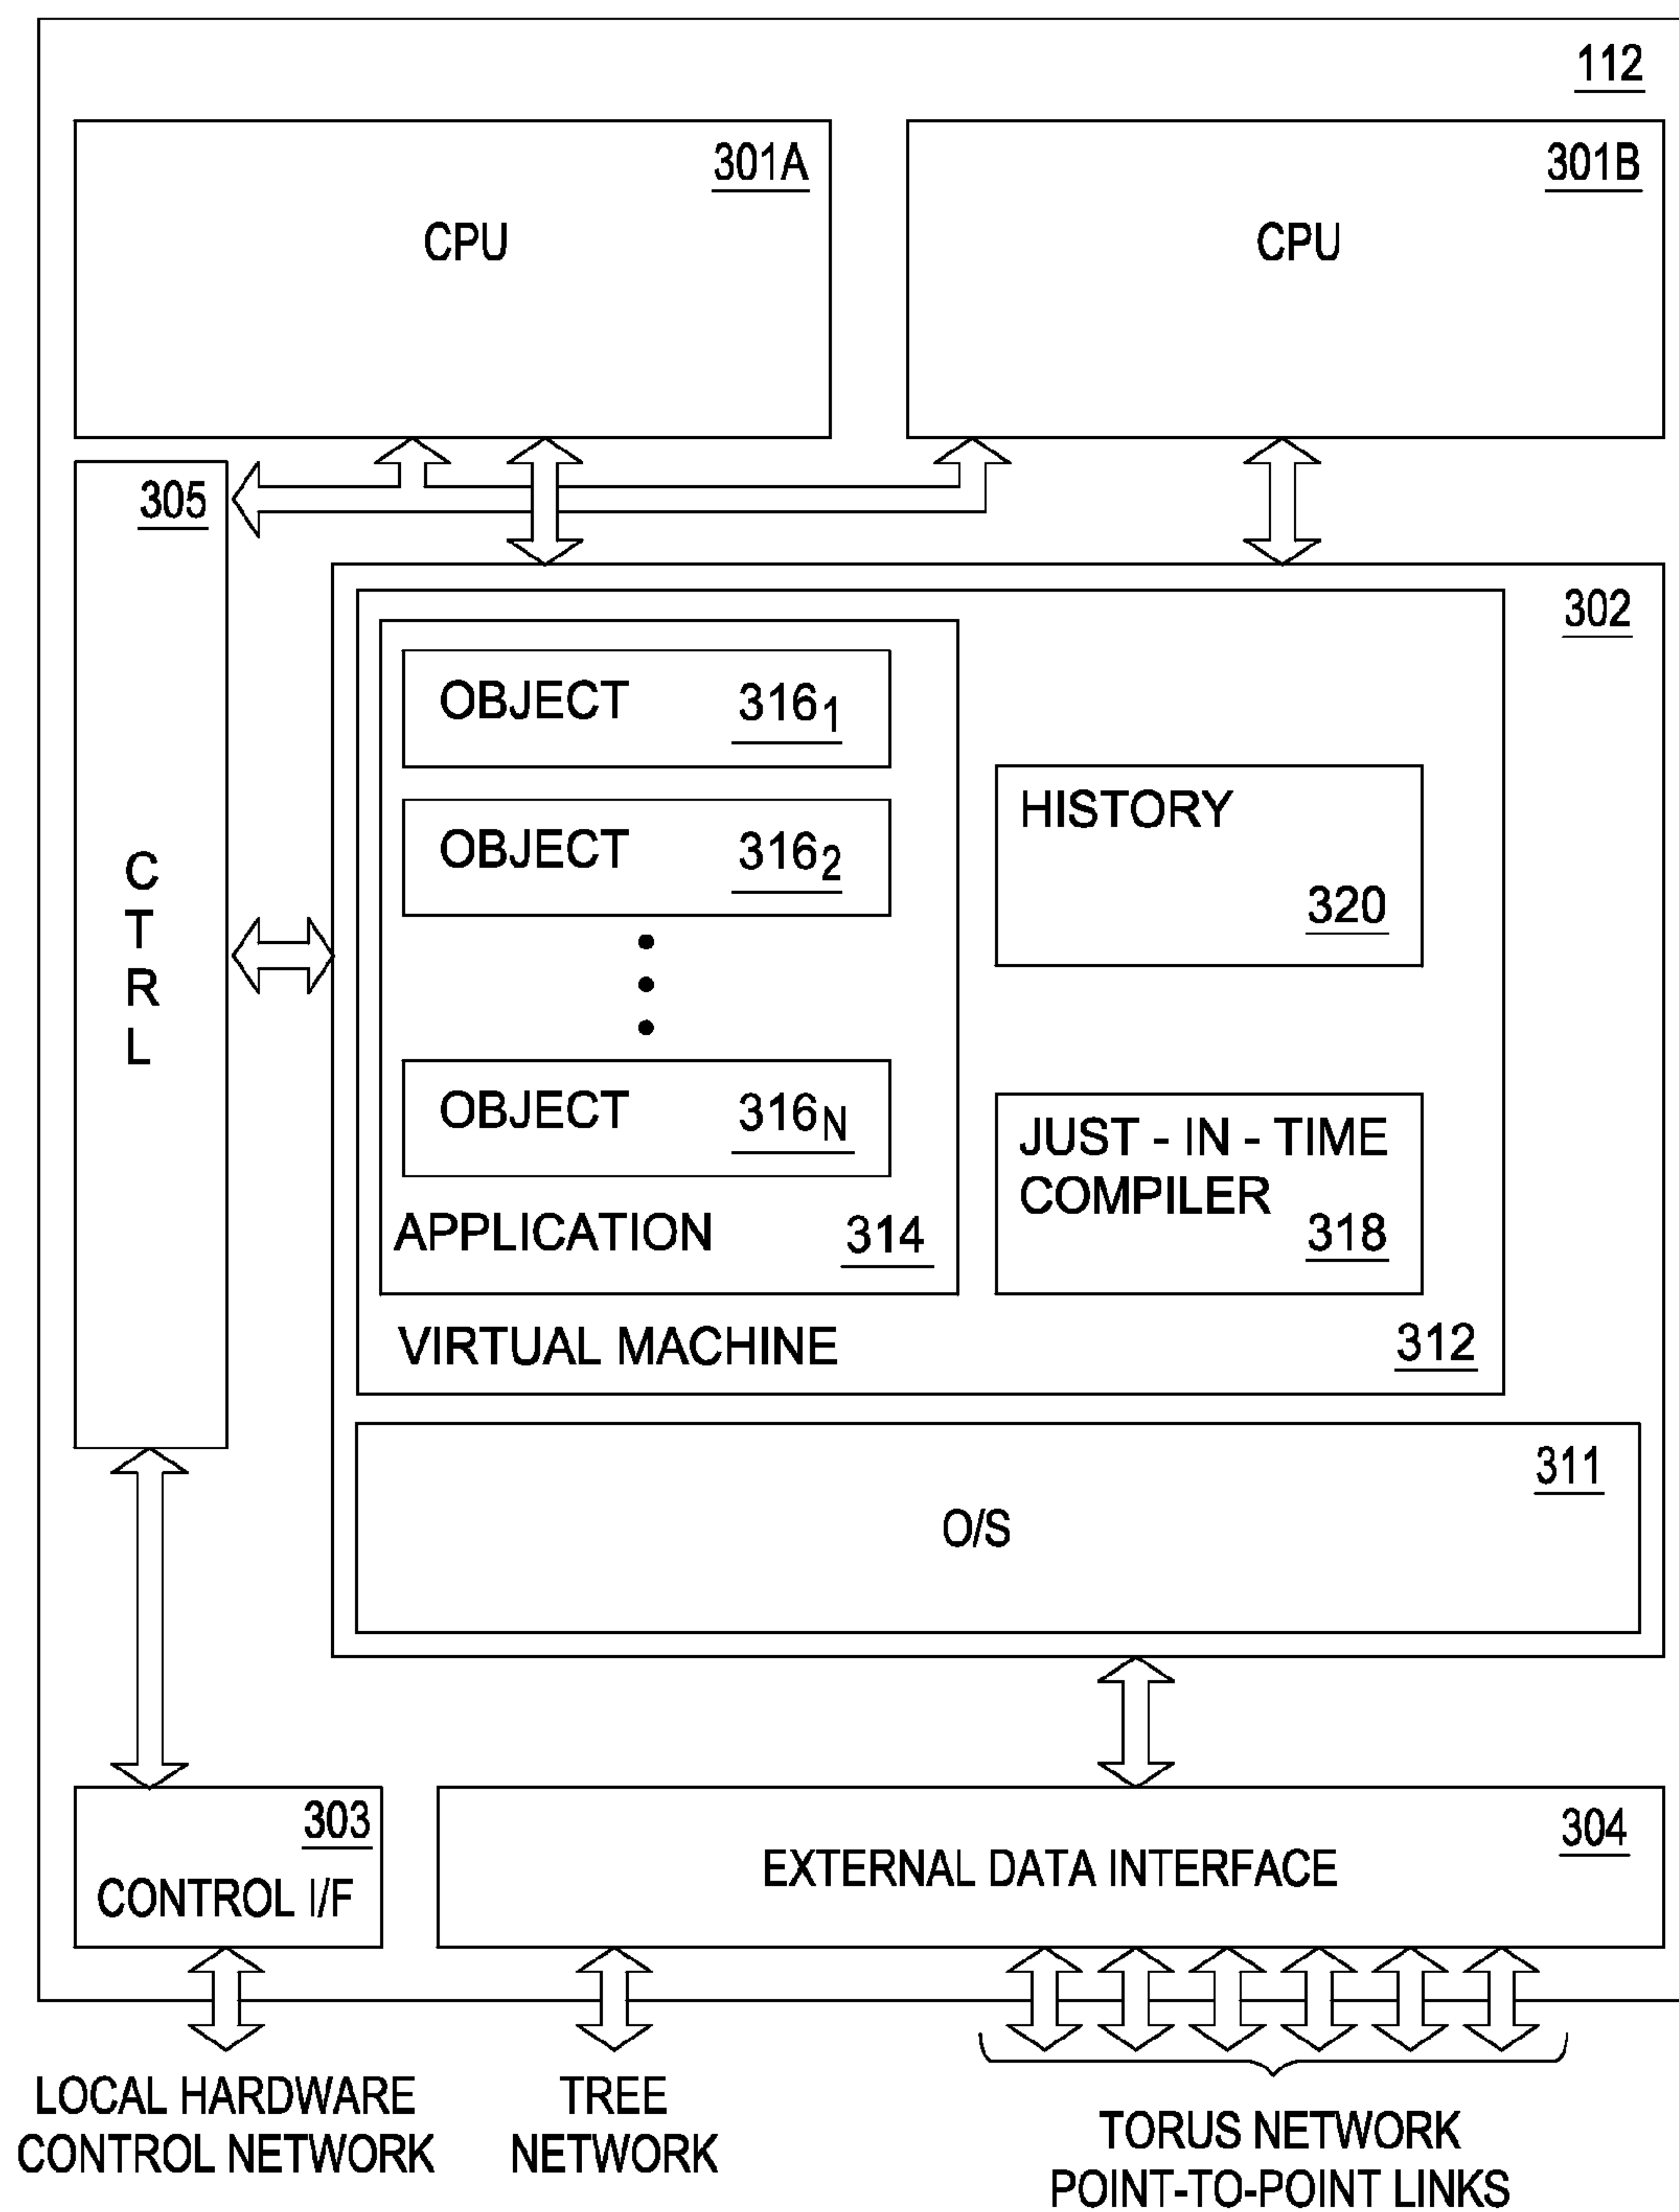 112
301A
CPU
301B
CPU
305
CTRL
302
OBJECT 316₁
OBJECT 316₂
OBJECT 316N
APPLICATION 314
HISTORY
320
JUST - IN - TIME
COMPILER
318
VIRTUAL MACHINE 312
311
O/S
303
CONTROL I/F
304
EXTERNAL DATA INTERFACE
LOCAL HARDWARE
CONTROL NETWORK
TREE
NETWORK
TORUS NETWORK
POINT-TO-POINT LINKS